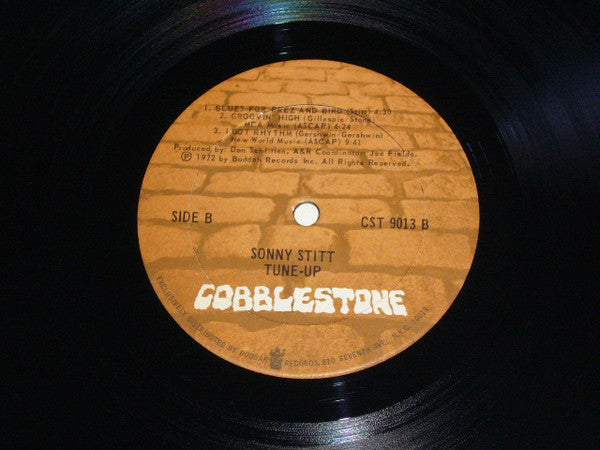 1. BLUES FOR PREZ AND BIRD (Stitt) 4:30
2. GROOVIN' HIGH (Gillespie/Stone)
MCA Music (ASCAP) 4:24
3. I GOT RHYTHM (Gershwin/Gershwin)
New World Music (ASCAP) 9:41
Produced by: Don Schlitten. A&R Coordination: Joe Fields.
Ⓟ 1972 by Buddah Records Inc. All Rights Reserved.
SIDE B
CST 9013 B
SONNY STITT
TUNE-UP
COBBLESTONE
EXCLUSIVELY DISTRIBUTED BY BUDDAH RECORDS, 810 SEVENTH AVE., N.Y.C. 10019